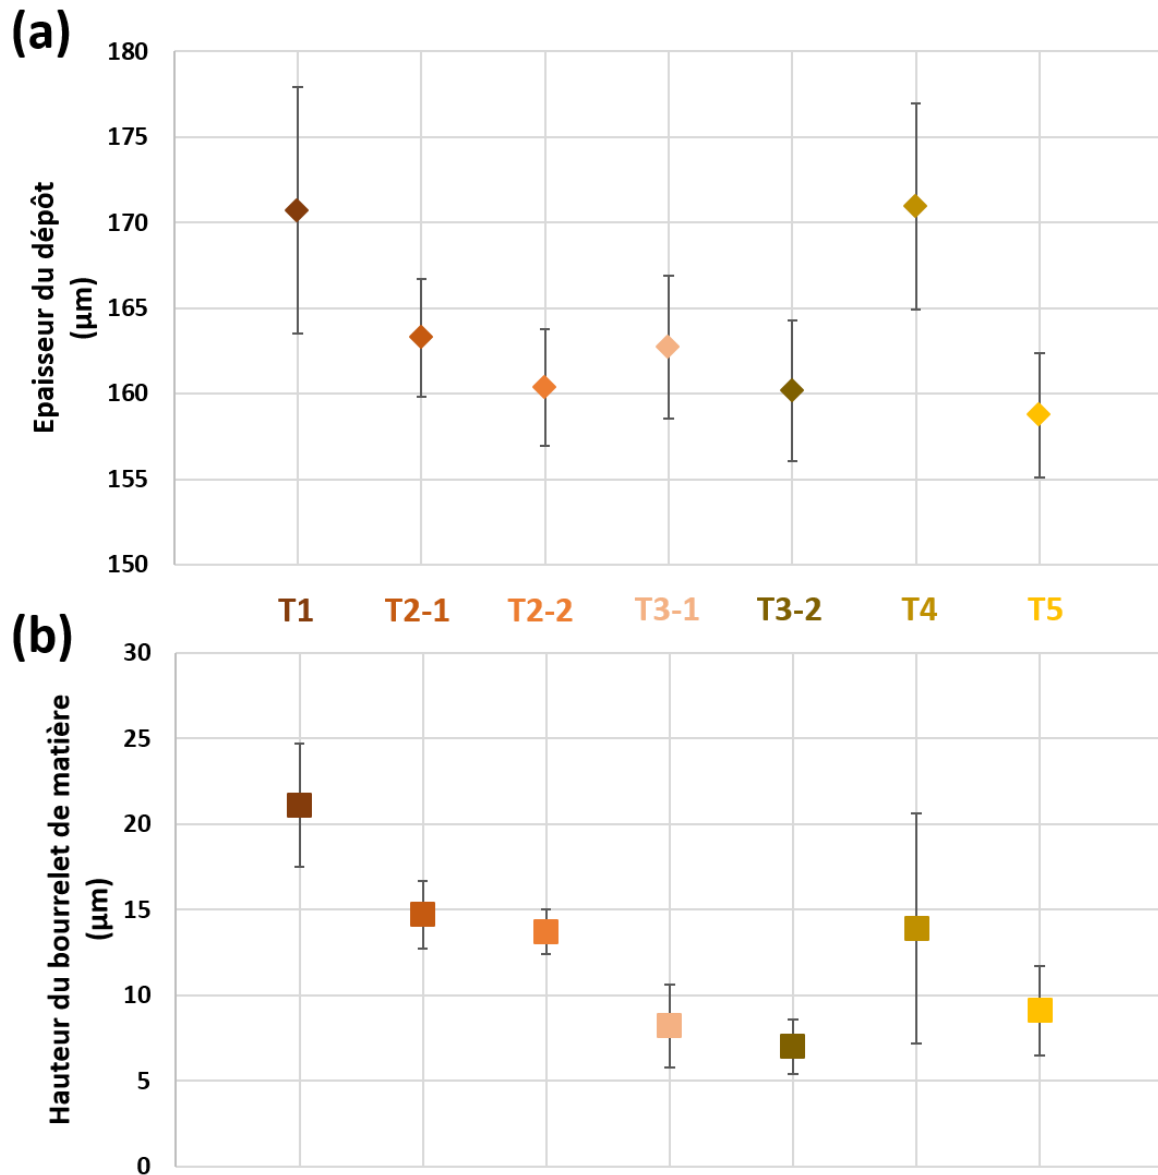 (a)
180
175
170
165
160
155
150
Epaisseur du dépôt
(µm)
T1 T2-1 T2-2 T3-1 T3-2 T4 T5
(b)
30
25
20
15
10
5
0
Hauteur du bourrelet de matière
(µm)